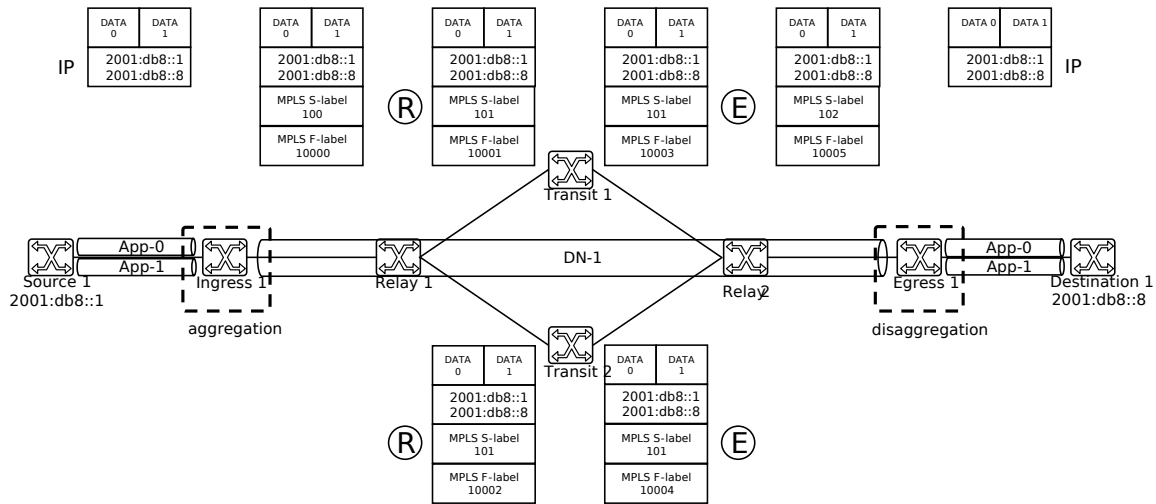 IP
DATA 0 DATA 1
2001:db8::1
2001:db8::8
DATA 0 DATA 1
2001:db8::1
2001:db8::8
MPLS S-label
100
MPLS F-label
10000
R
DATA 0 DATA 1
2001:db8::1
2001:db8::8
MPLS S-label
101
MPLS F-label
10001
DATA 0 DATA 1
2001:db8::1
2001:db8::8
MPLS S-label
101
MPLS F-label
10003
E
DATA 0 DATA 1
2001:db8::1
2001:db8::8
MPLS S-label
102
MPLS F-label
10005
DATA 0 DATA 1
2001:db8::1
2001:db8::8
IP
Transit 1
App-0
App-1
DN-1
App-0
App-1
Source 1
2001:db8::1
Ingress 1
Relay 1
Relay 2
Egress 1
Destination 1
2001:db8::8
aggregation
disaggregation
Transit 2
R
DATA 0 DATA 1
2001:db8::1
2001:db8::8
MPLS S-label
101
MPLS F-label
10002
DATA 0 DATA 1
2001:db8::1
2001:db8::8
MPLS S-label
101
MPLS F-label
10004
E